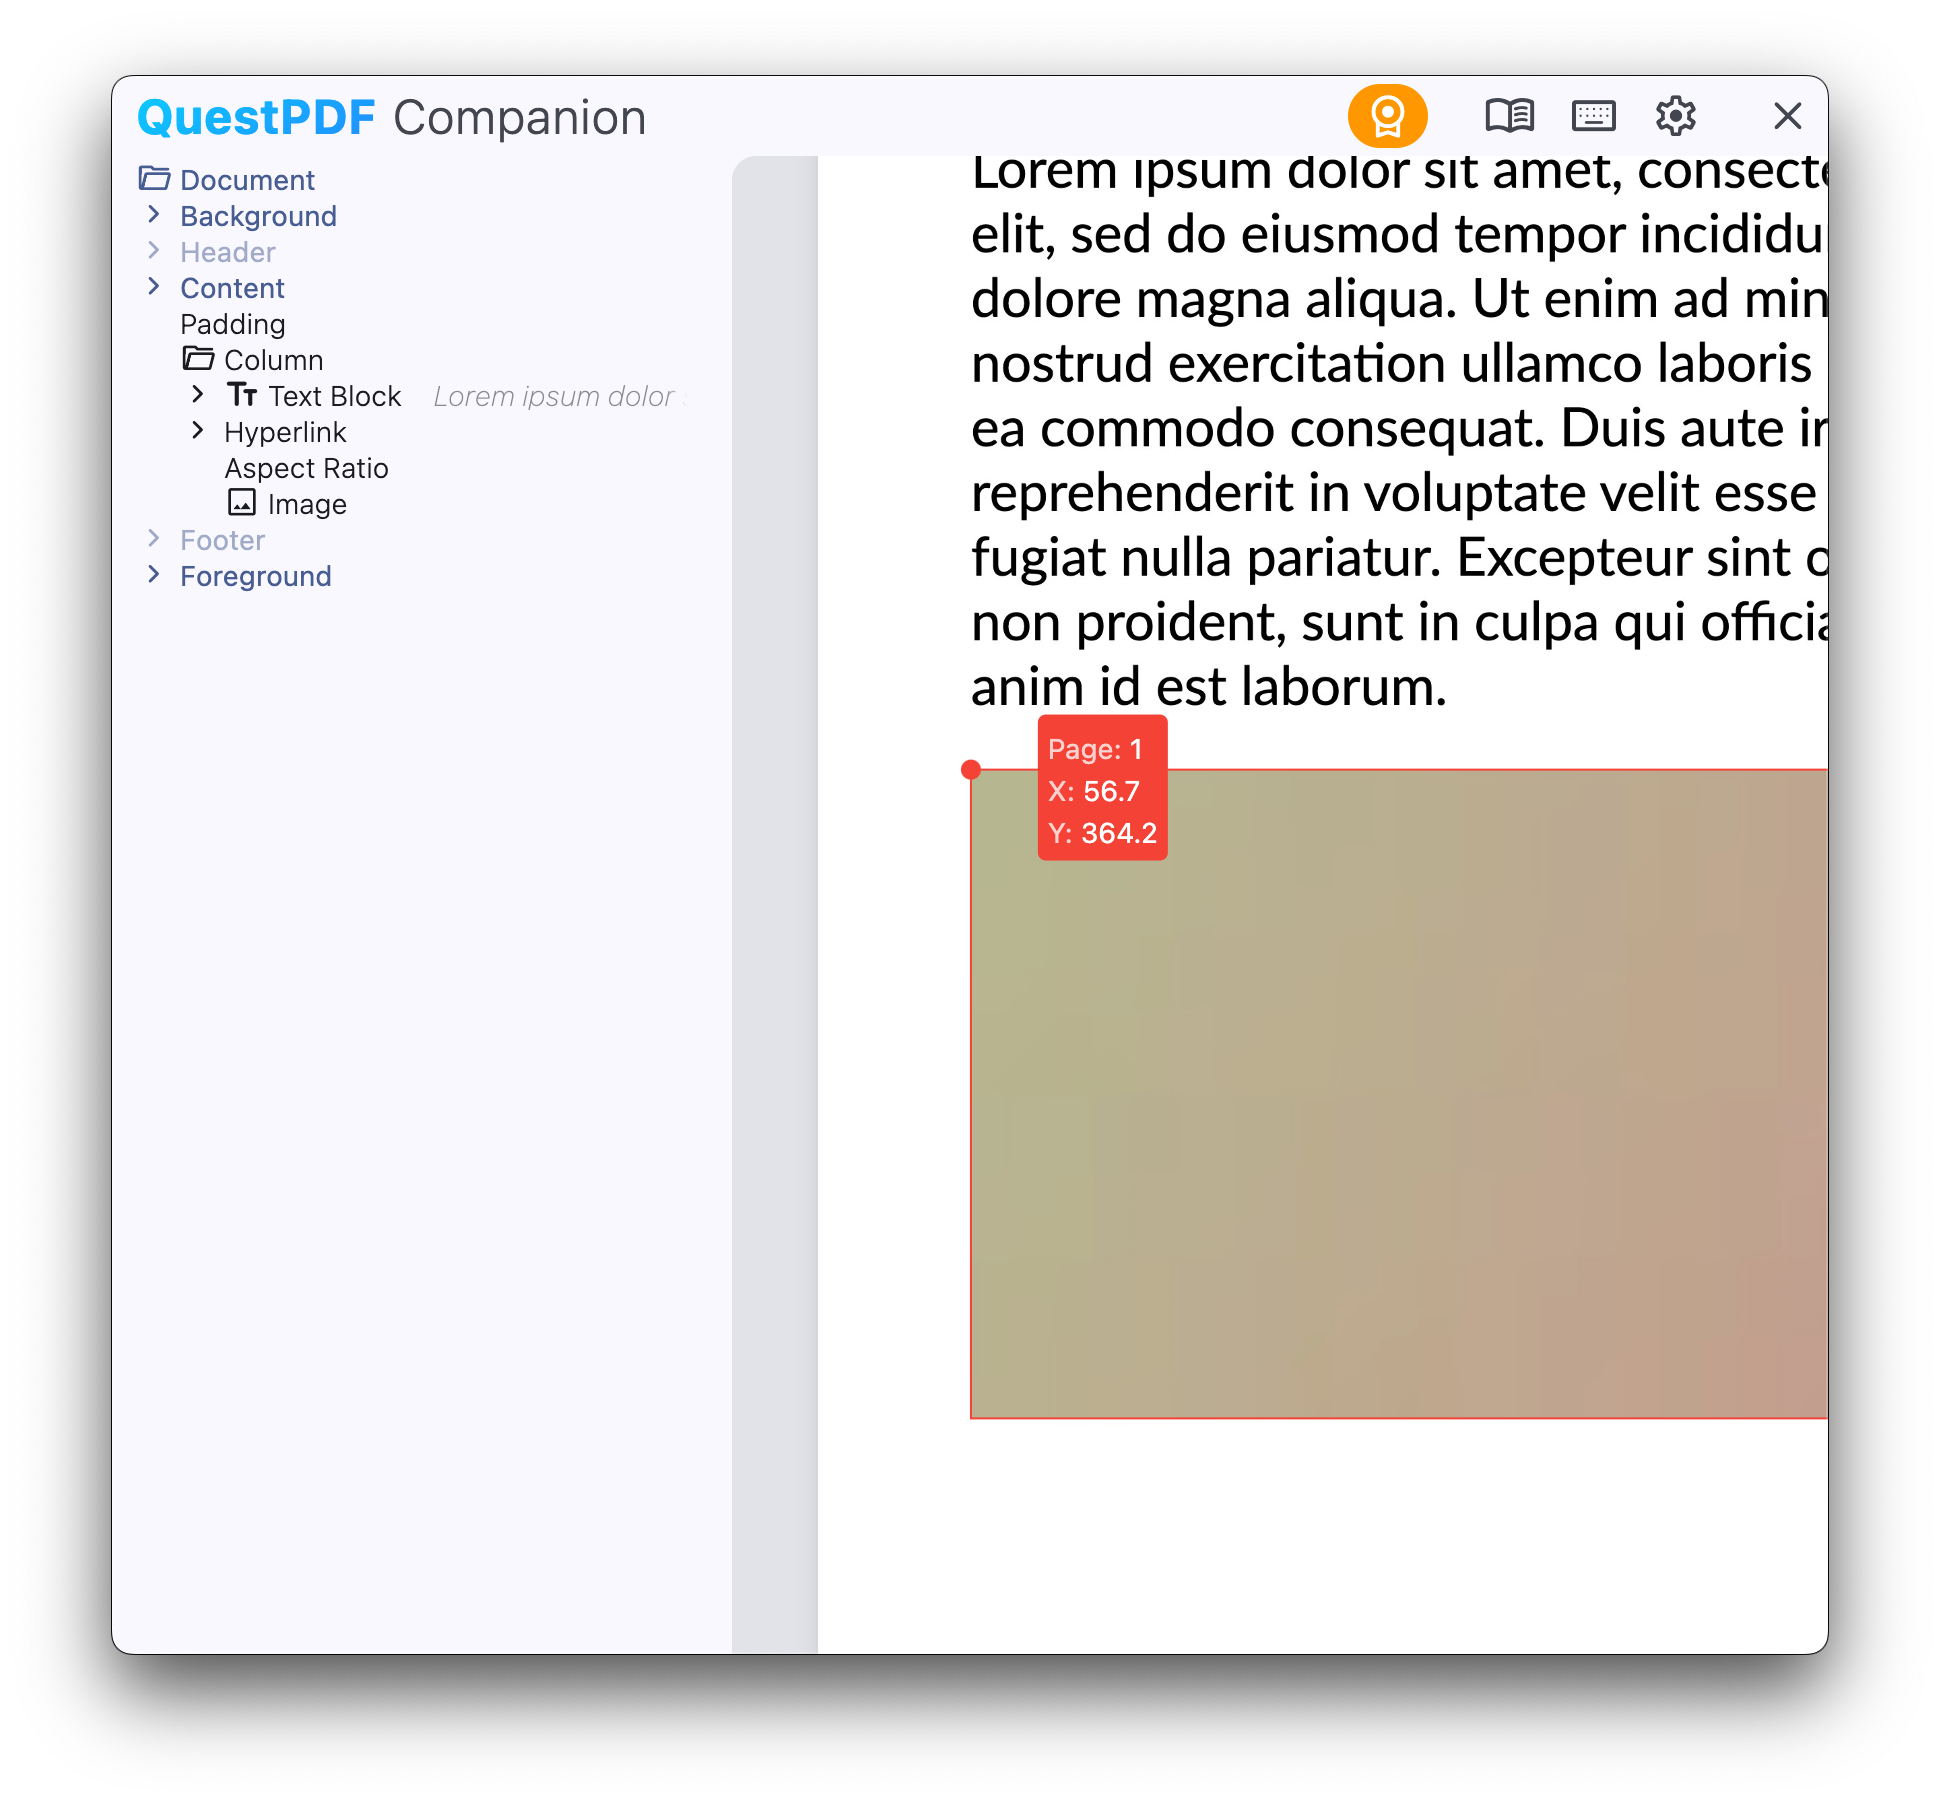 QuestPDF Companion
Document
Background
Header
Content
Padding
Column
Text Block Lorem ipsum dolor
Hyperlink
Aspect Ratio
Image
Footer
Foreground
Lorem ipsum dolor sit amet, consecte
elit, sed do eiusmod tempor incididu
dolore magna aliqua. Ut enim ad min
nostrud exercitation ullamco laboris
ea commodo consequat. Duis aute ir
reprehenderit in voluptate velit esse
fugiat nulla pariatur. Excepteur sint o
non proident, sunt in culpa qui officia
anim id est laborum.
Page: 1
X: 56.7
Y: 364.2